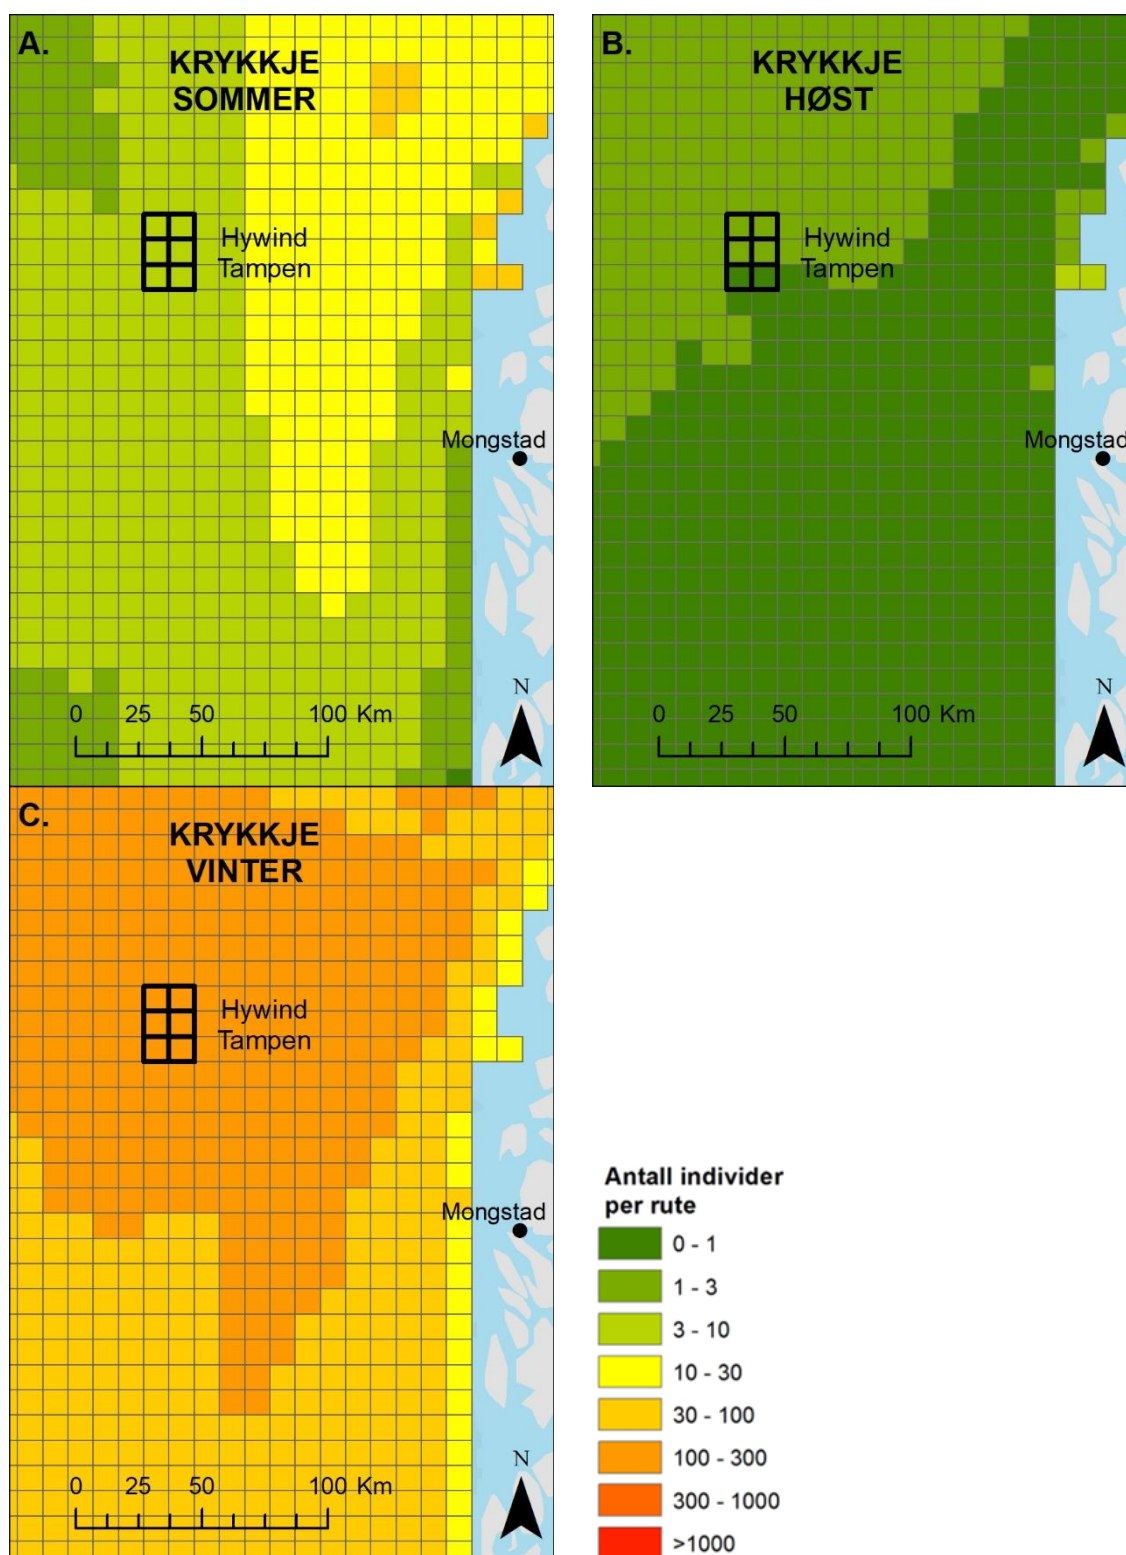 A.
KRYKKJE
SOMMER
Hywind
Tampen
Mongstad
N
0 25 50 100 Km
B.
KRYKKJE
HØST
Hywind
Tampen
Mongstad
N
0 25 50 100 Km
C.
KRYKKJE
VINTER
Hywind
Tampen
Mongstad
N
0 25 50 100 Km
Antall individer
per rute
0 - 1
1 - 3
3 - 10
10 - 30
30 - 100
100 - 300
300 - 1000
>1000